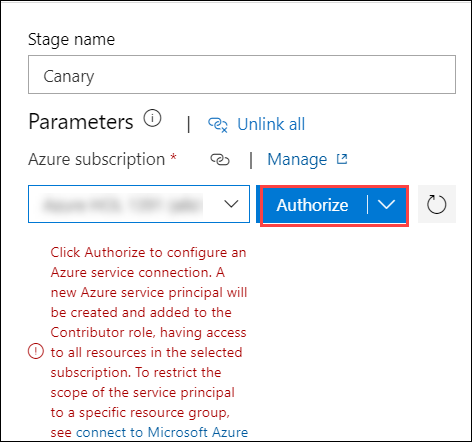 Stage name
Canary
Parameters | Unlink all
Azure subscription * Manage
Authorize
Click Authorize to configure an
Azure service connection. A
new Azure service principal will
be created and added to the
Contributor role, having access
to all resources in the selected
subscription. To restrict the
scope of the service principal
to a specific resource group,
see connect to Microsoft Azure